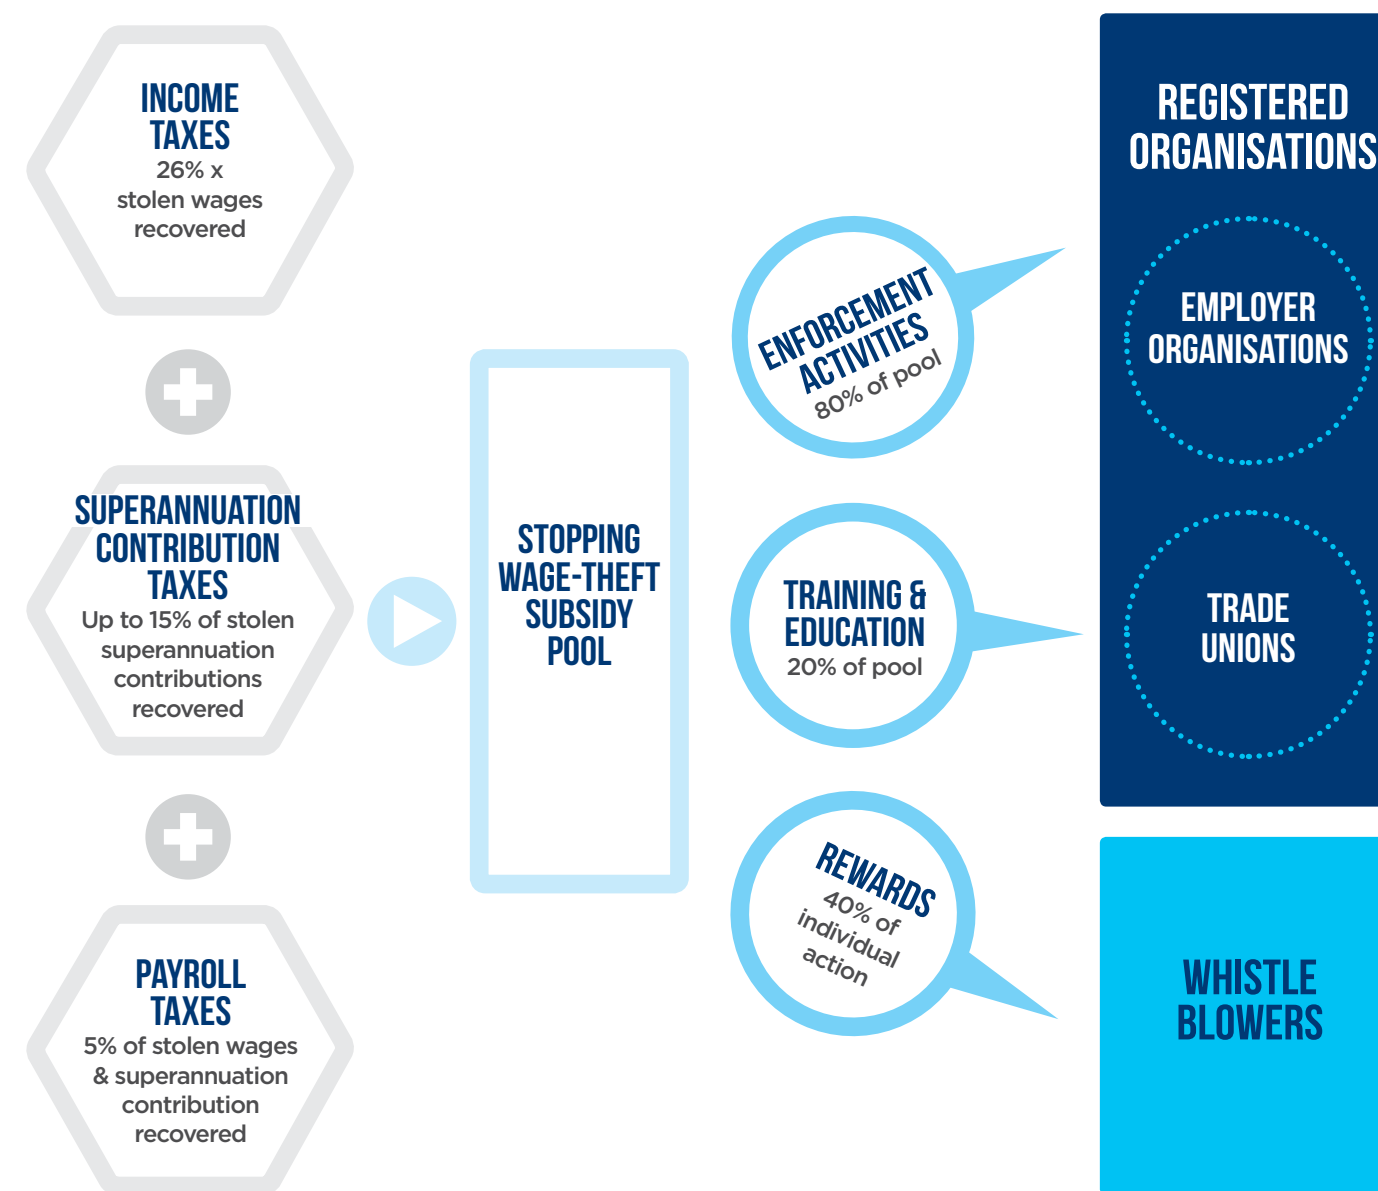 INCOME
TAXES
26% x
stolen wages
recovered
SUPERANNUATION
CONTRIBUTION
TAXES
Up to 15% of stolen
superannuation
contributions
recovered
PAYROLL
TAXES
5% of stolen wages
& superannuation
contribution
recovered
STOPPING
WAGE-THEFT
SUBSIDY
POOL
ENFORCEMENT
ACTIVITIES
80% of pool
TRAINING &
EDUCATION
20% of pool
REWARDS
40% of
individual
action
REGISTERED
ORGANISATIONS
EMPLOYER
ORGANISATIONS
TRADE
UNIONS
WHISTLE
BLOWERS